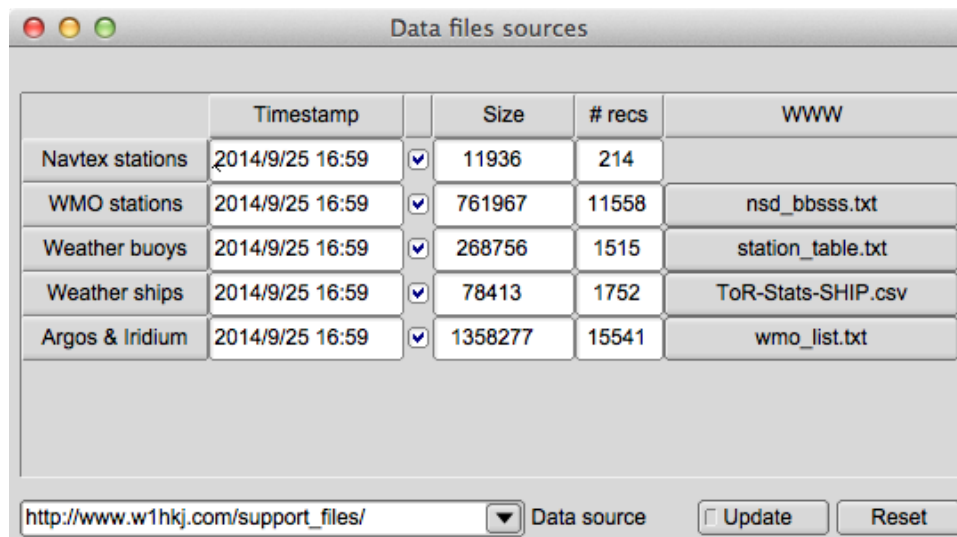 Data files sources
Timestamp Size # recs WWW
Navtex stations 2014/9/25 16:59 11936 214
WMO stations 2014/9/25 16:59 761967 11558 nsd_bbsss.txt
Weather buoys 2014/9/25 16:59 268756 1515 station_table.txt
Weather ships 2014/9/25 16:59 78413 1752 ToR-Stats-SHIP.csv
Argos & Iridium 2014/9/25 16:59 1358277 15541 wmo_list.txt
http://www.w1hkj.com/support_files/ Data source Update Reset